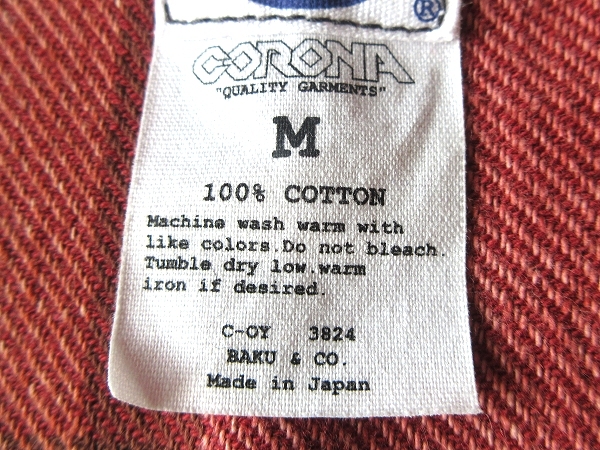 ®
CORONA
"QUALITY GARMENTS"
M
100% COTTON
Machine wash warm with
like colors.Do not bleach.
Tumble dry low.warm
iron if desired.
C-OY 3824
BAKU & CO.
Made in Japan